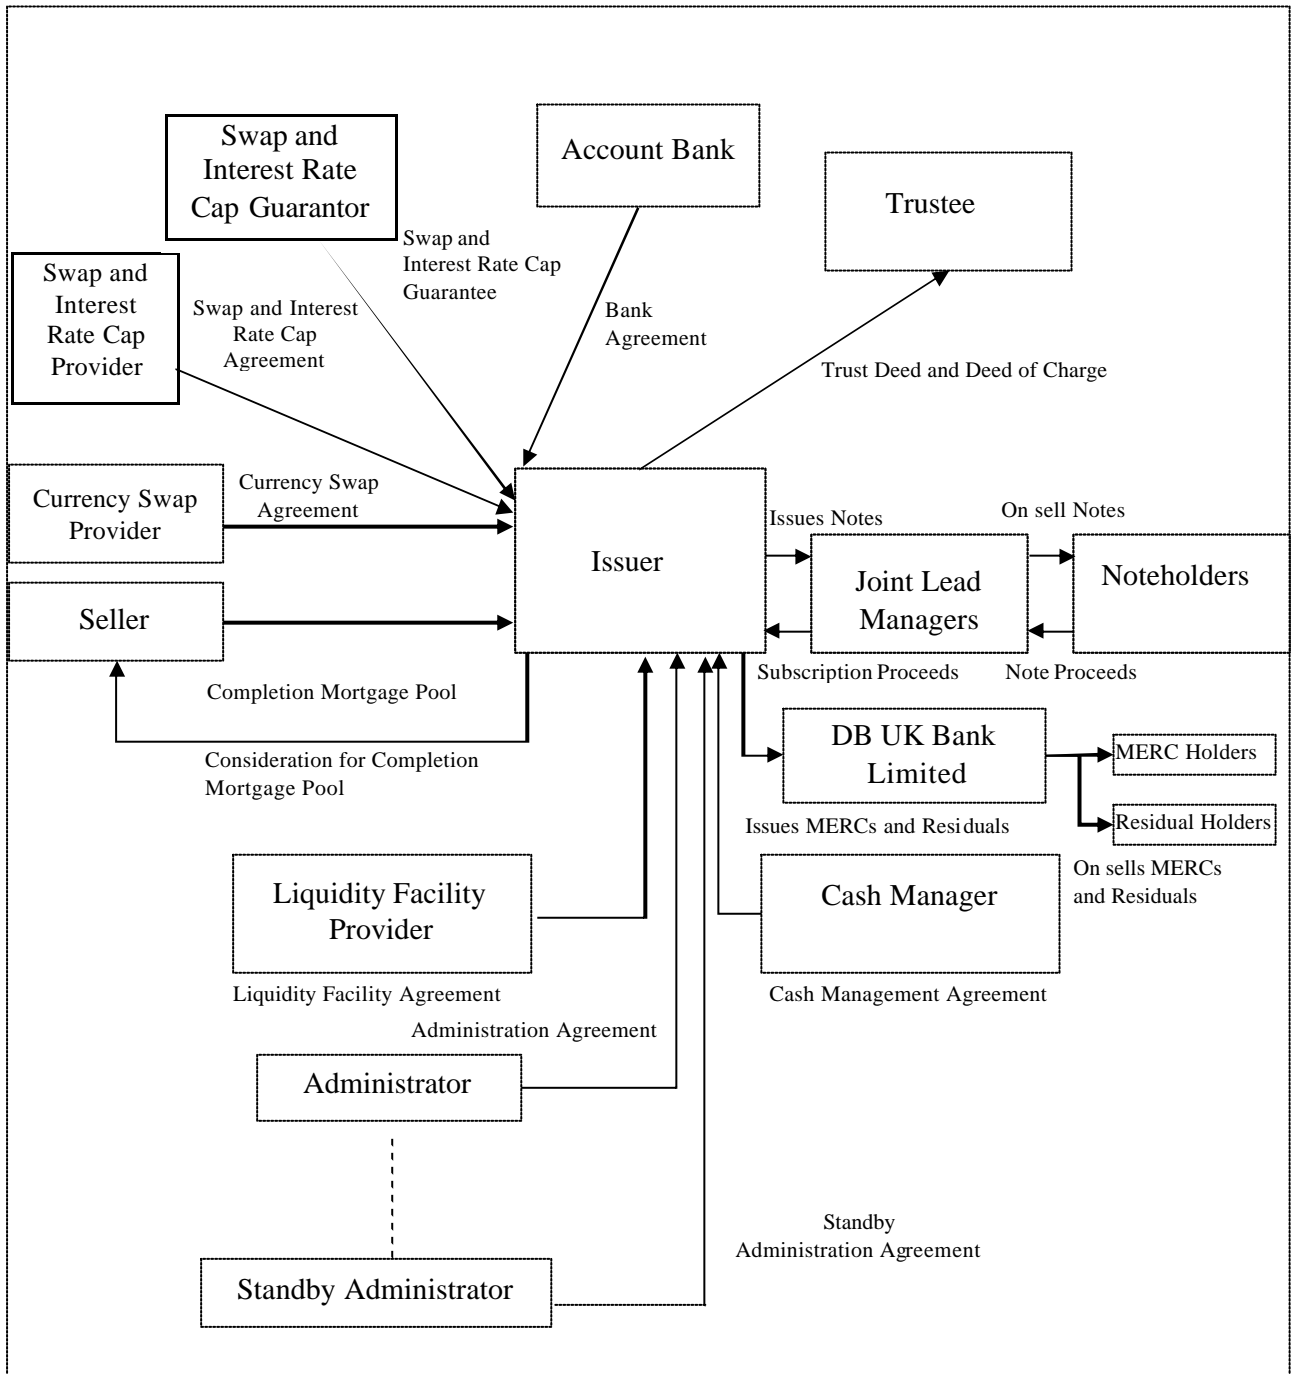 Swap and
Interest Rate
Cap Guarantor
Account Bank
Trustee
Swap and
Interest Rate Cap
Guarantee
Swap and
Interest
Rate Cap
Provider
Swap and Interest
Rate Cap
Agreement
Bank
Agreement
Trust Deed and Deed of Charge
Currency Swap
Provider
Currency Swap
Agreement
Issuer
Issues Notes
On sell Notes
Joint Lead
Managers
Noteholders
Seller
Subscription Proceeds
Note Proceeds
Completion Mortgage Pool
Consideration for Completion
Mortgage Pool
DB UK Bank
Limited
MERC Holders
Residual Holders
Issues MERCs and Residuals
On sells MERCs
and Residuals
Liquidity Facility
Provider
Cash Manager
Liquidity Facility Agreement
Cash Management Agreement
Administration Agreement
Administrator
Standby
Administration Agreement
Standby Administrator